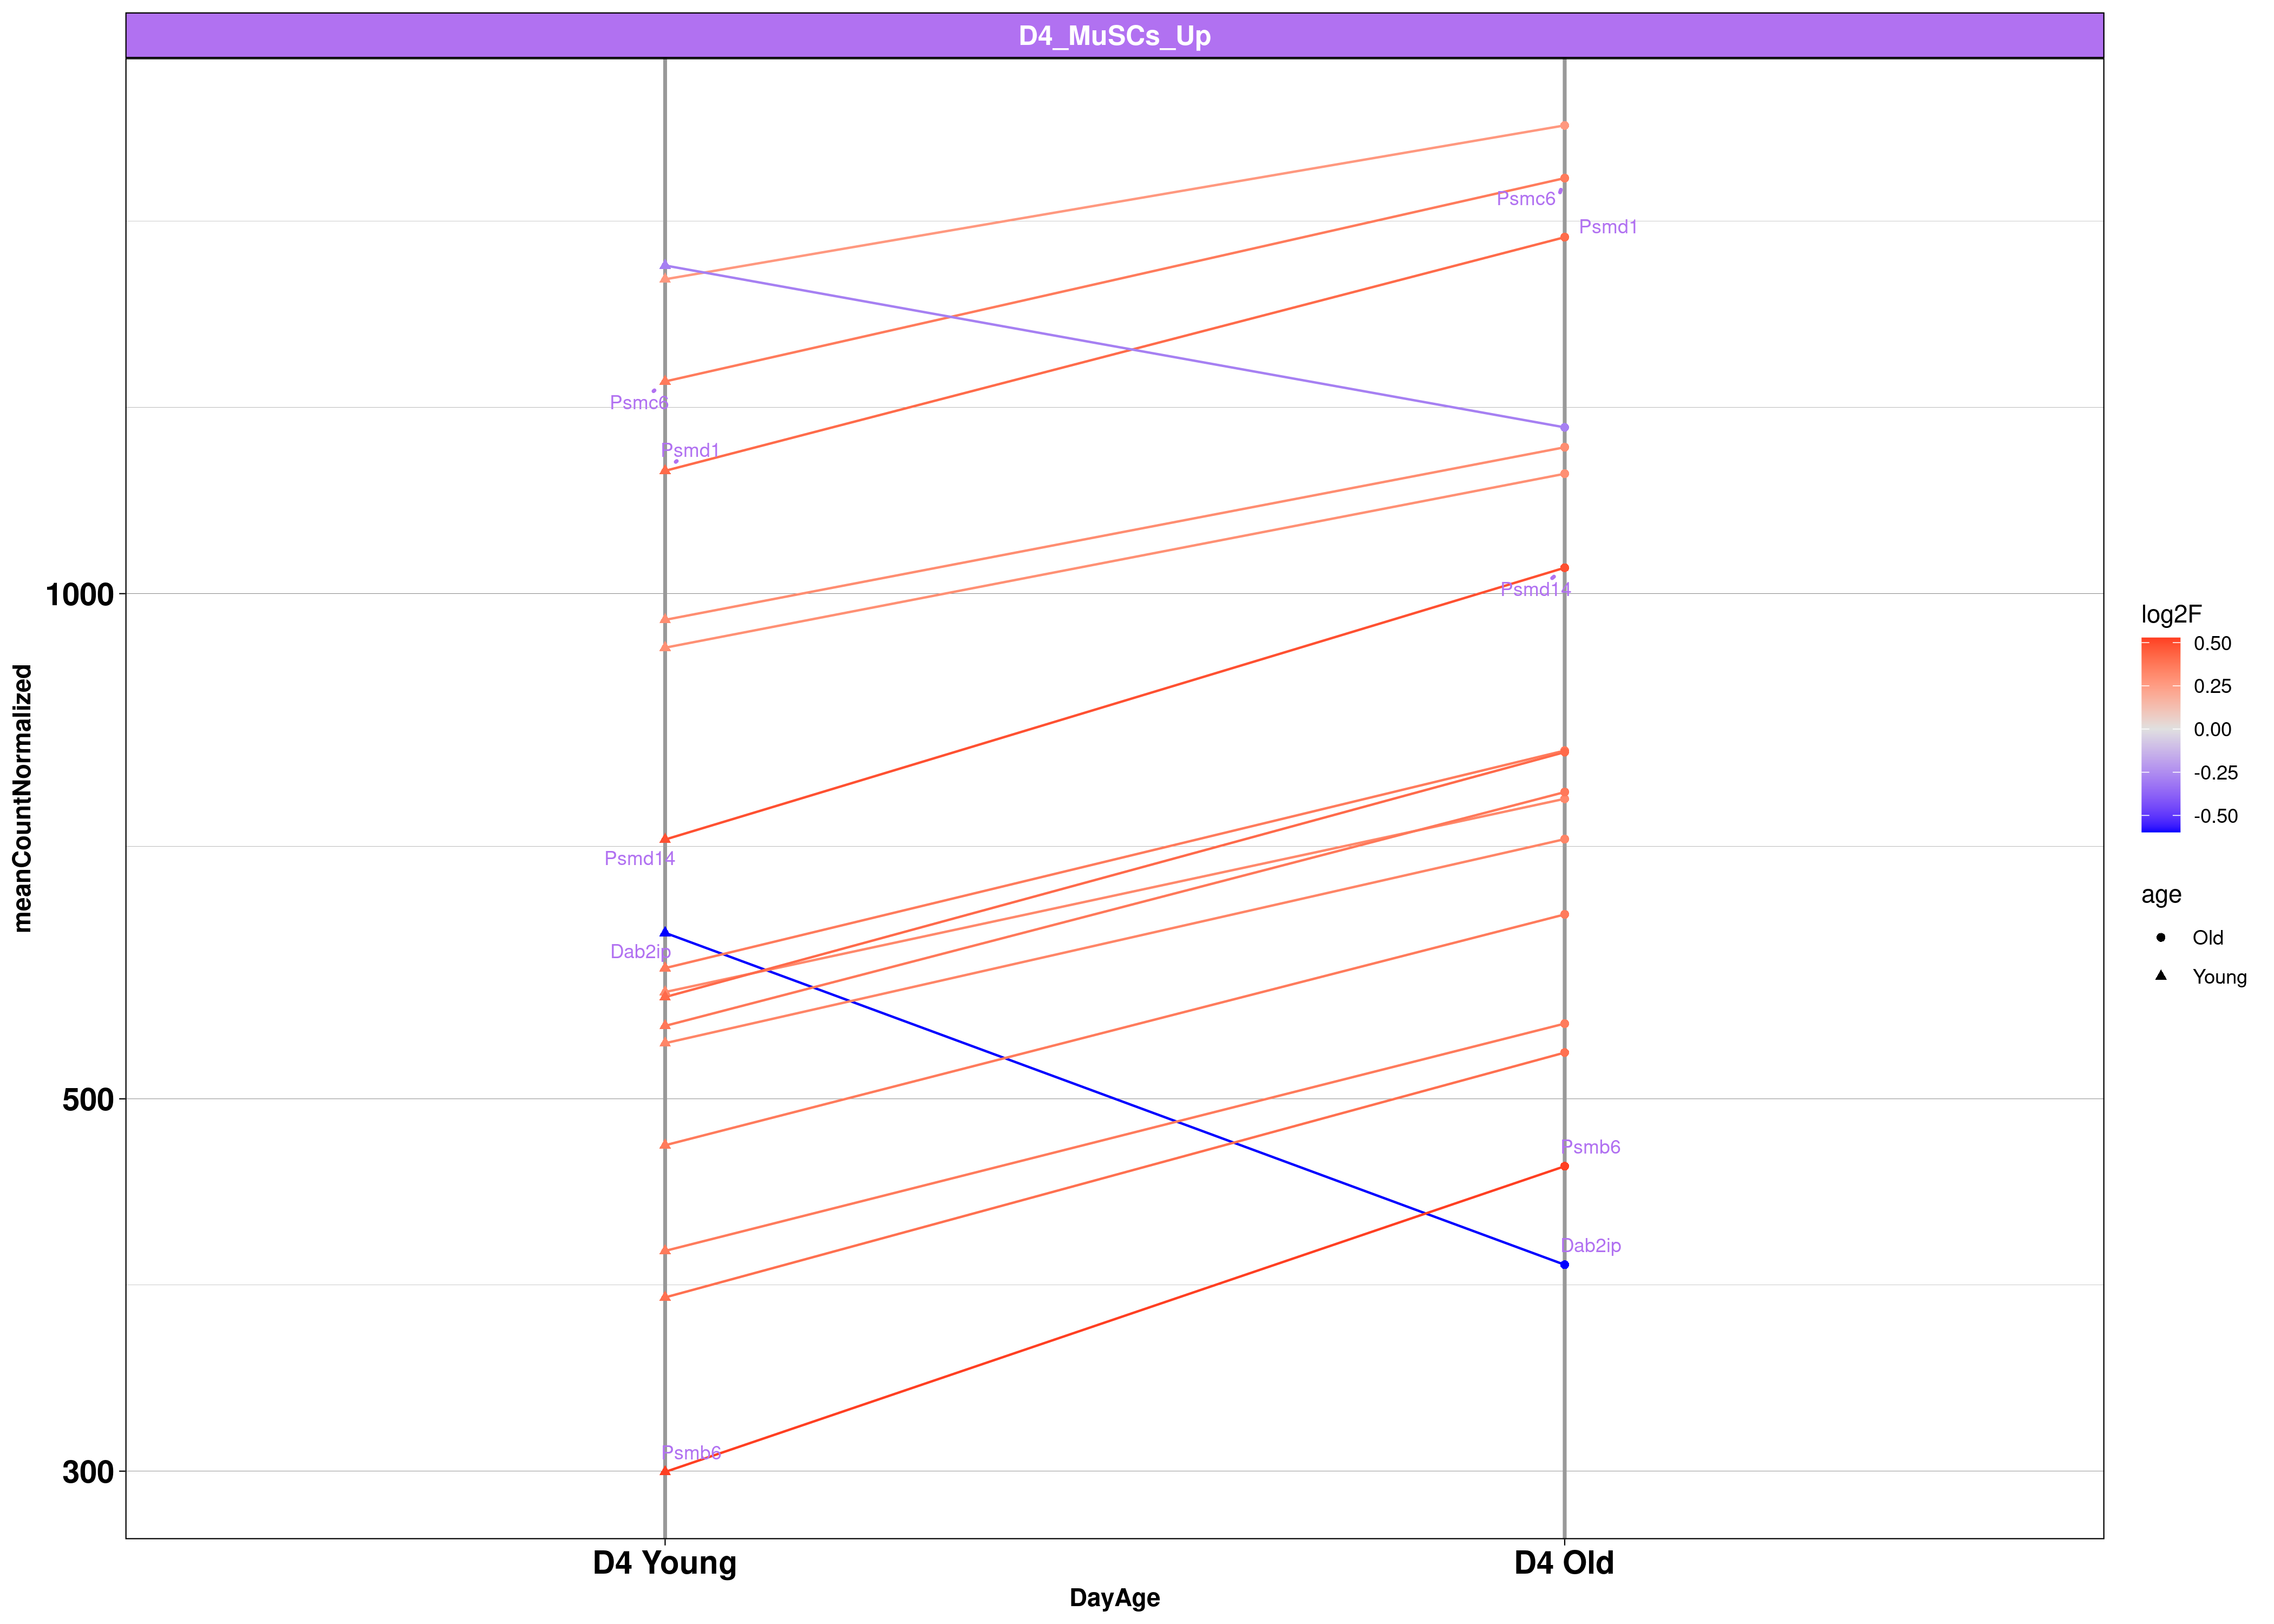 D4_MuSCs_Up
meanCountNormalized
1000
500
300
Psmc6
Psmd1
Psmc6
Psmd1
Psmd14
Psmd14
Dab2ip
Psmb6
Dab2ip
Psmb6
D4 Young
D4 Old
DayAge
log2F
0.50
0.25
0.00
-0.25
-0.50
age
Old
Young